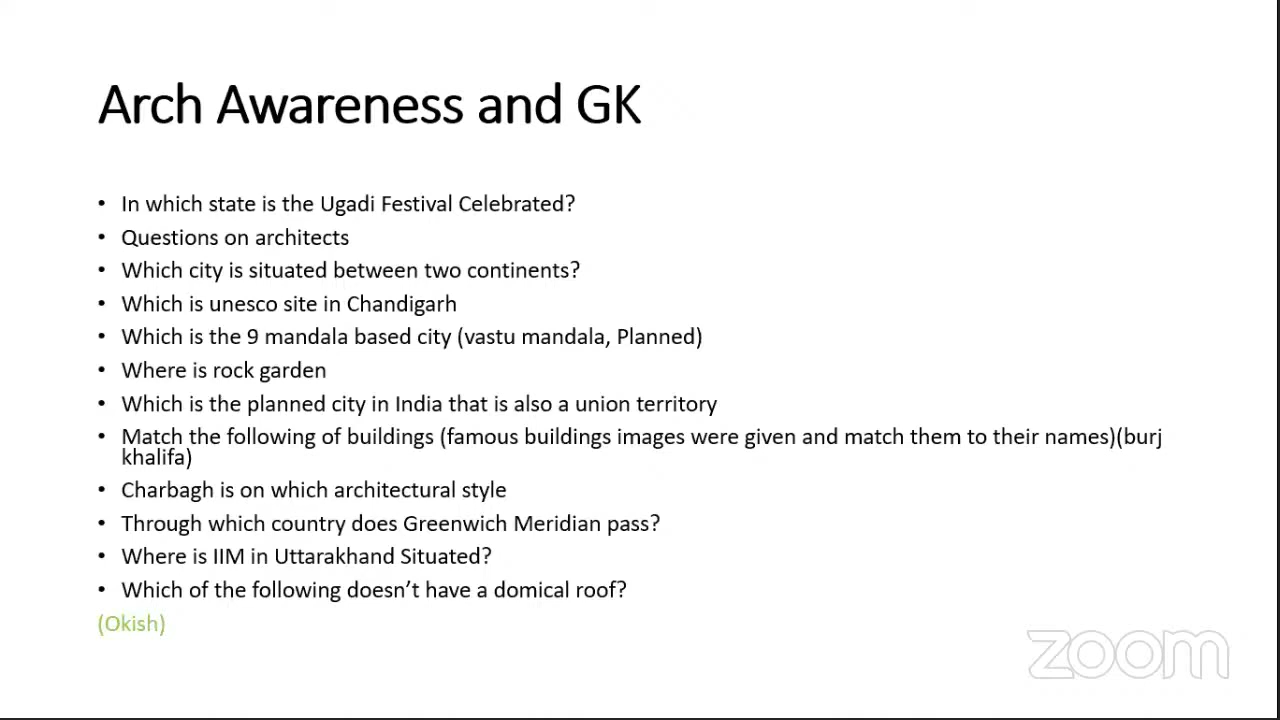 Arch Awareness and GK
• In which state is the Ugadi Festival Celebrated?
• Questions on architects
• Which city is situated between two continents?
• Which is unesco site in Chandigarh
• Which is the 9 mandala based city (vastu mandala, Planned)
• Where is rock garden
• Which is the planned city in India that is also a union territory
• Match the following of buildings (famous buildings images were given and match them to their names)(burj
khalifa)
• Charbagh is on which architectural style
• Through which country does Greenwich Meridian pass?
• Where is IIM in Uttarakhand Situated?
• Which of the following doesn’t have a domical roof?
(Okish)
zoom